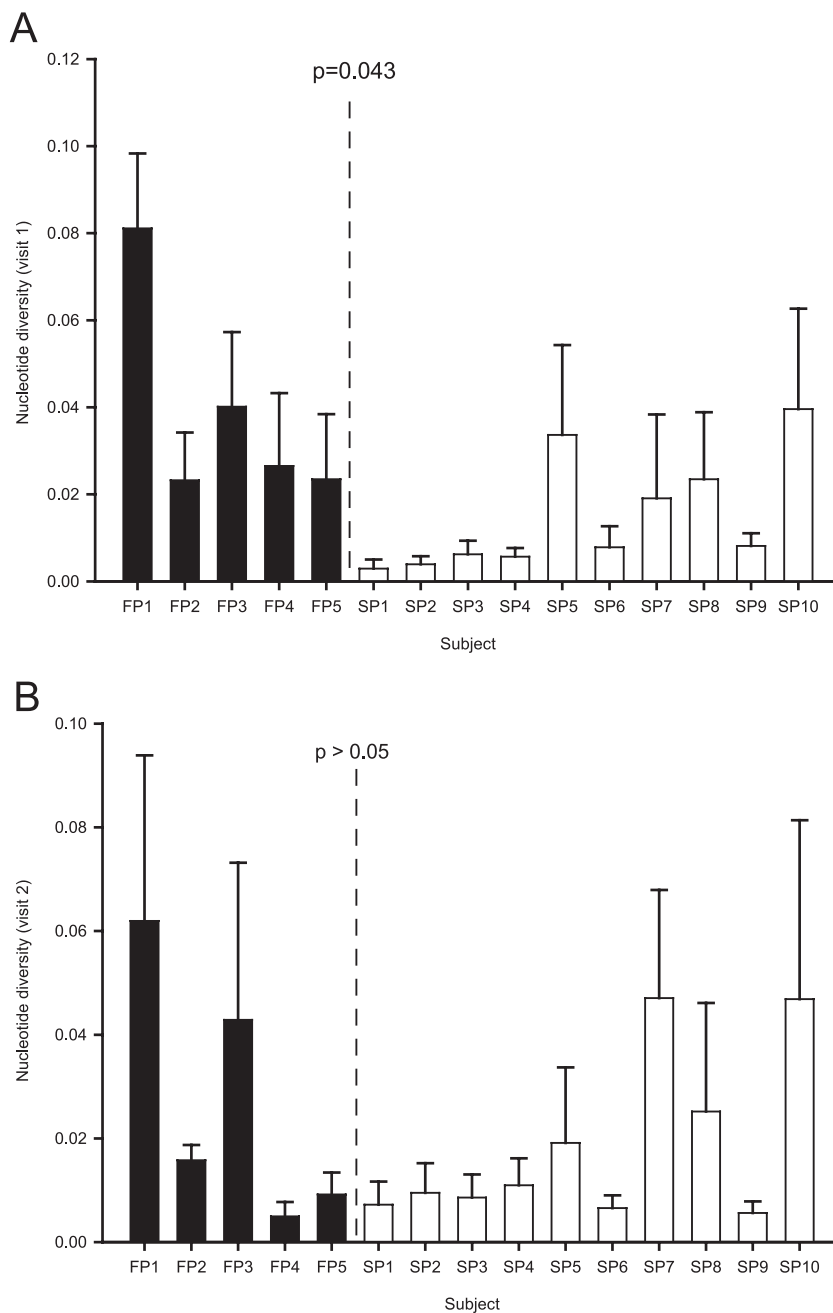 A
p=0.043
Nucleotide diversity (visit 1)
0.12
0.10
0.08
0.06
0.04
0.02
0.00
FP1 FP2 FP3 FP4 FP5 SP1 SP2 SP3 SP4 SP5 SP6 SP7 SP8 SP9 SP10
Subject
B
p > 0.05
Nucleotide diversity (visit 2)
0.10
0.08
0.06
0.04
0.02
0.00
FP1 FP2 FP3 FP4 FP5 SP1 SP2 SP3 SP4 SP5 SP6 SP7 SP8 SP9 SP10
Subject